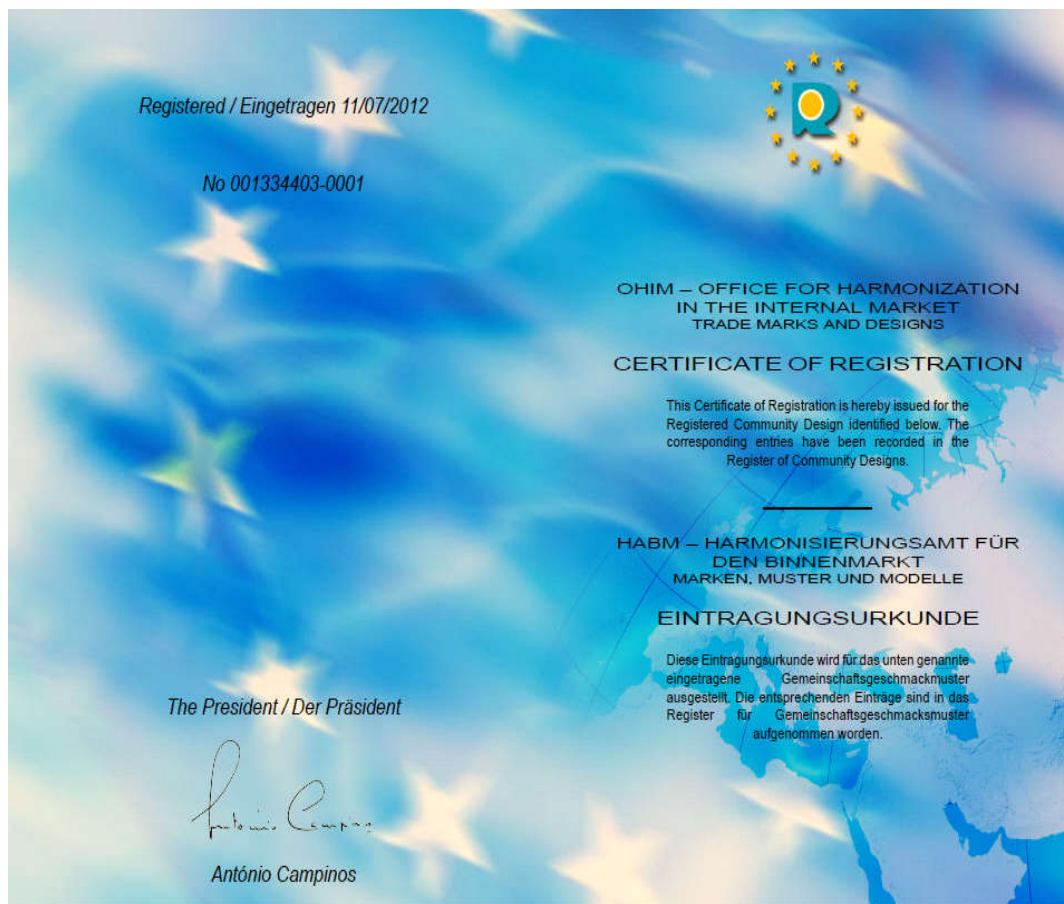 Registered / Eingetragen 11/07/2012
No 001334403-0001
R
OHIM – OFFICE FOR HARMONIZATION
IN THE INTERNAL MARKET
TRADE MARKS AND DESIGNS
CERTIFICATE OF REGISTRATION
This Certificate of Registration is hereby issued for the
Registered Community Design identified below. The
corresponding entries have been recorded in the
Register of Community Designs.
HABM – HARMONISIERUNGSAMT FÜR
DEN BINNENMARKT
MARKEN, MUSTER UND MODELLE
EINTRAGUNGSURKUNDE
Diese Eintragungsurkunde wird für das unten genannte
eingetragene Gemeinschaftsgeschmackmuster
ausgestellt. Die entsprechenden Einträge sind in das
Register für Gemeinschaftsgeschmacksmuster
aufgenommen worden.
The President / Der Präsident
António Campinos
António Campinos